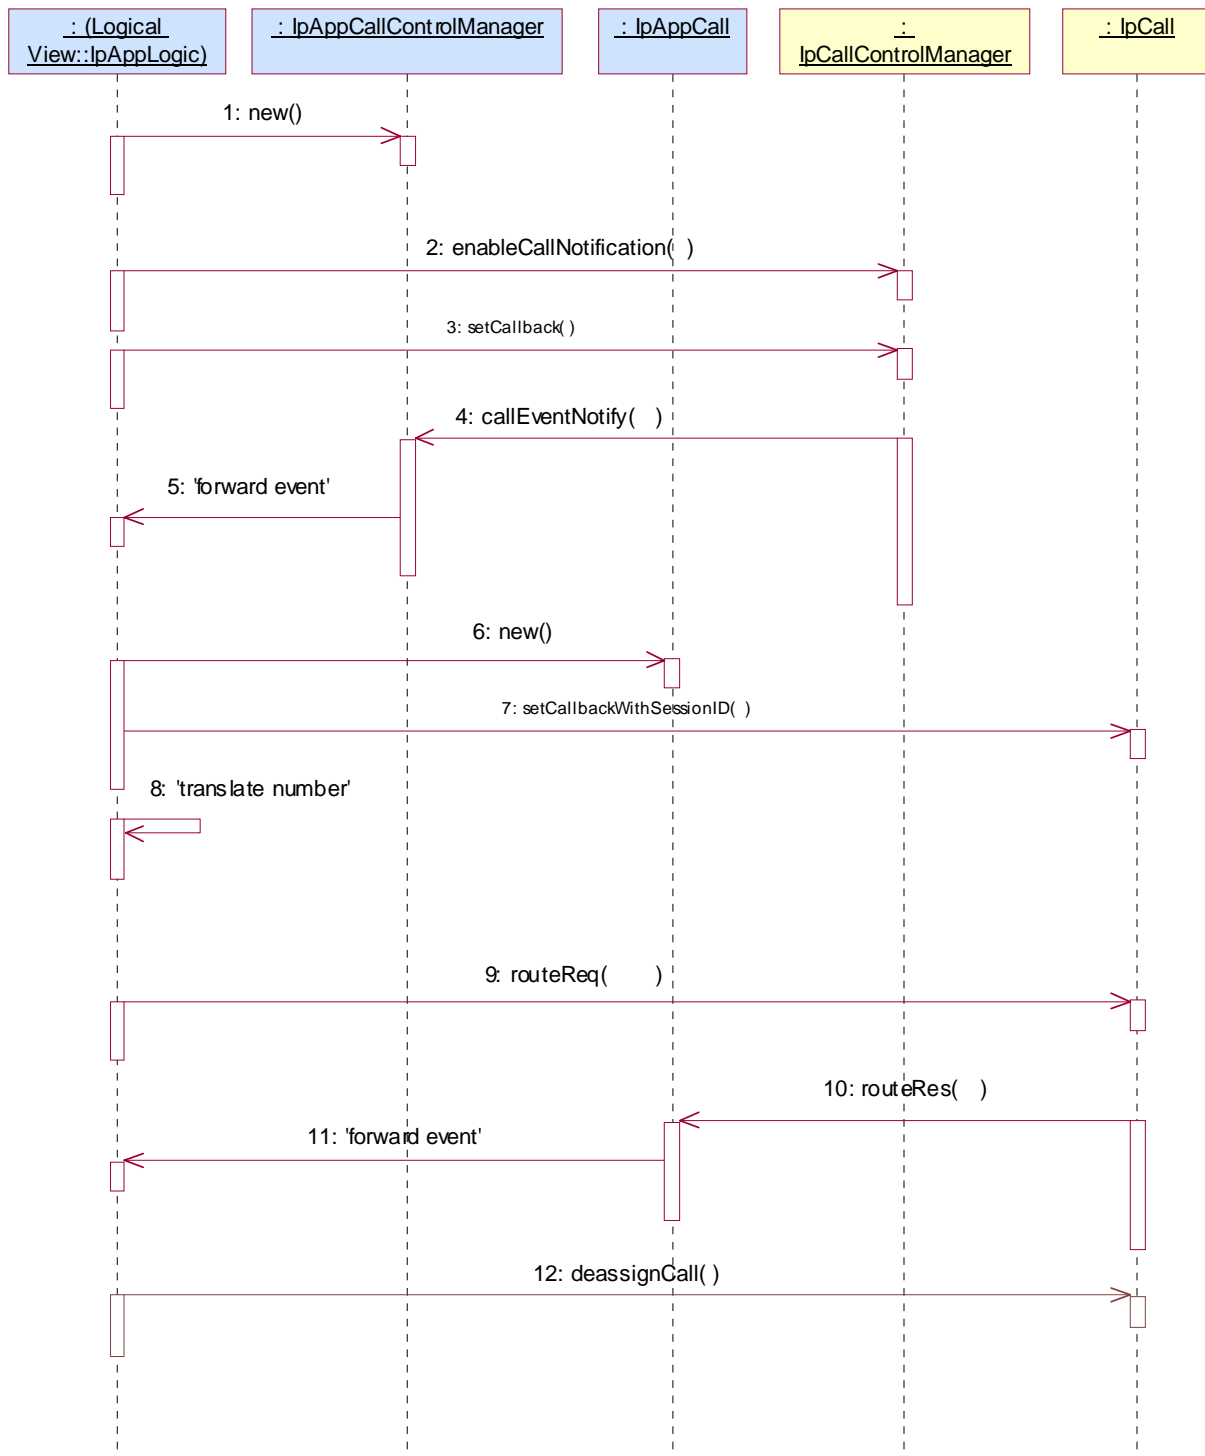 : (Logical
View::IpAppLogic)
: IpAppCallControlManager
: IpAppCall
:
IpCallControlManager
: IpCall
1: new()
2: enableCallNotification( )
3: setCallback( )
4: callEventNotify( )
5: 'forward event'
6: new()
7: setCallbackWithSessionID( )
8: 'translate number'
9: routeReq( )
10: routeRes( )
11: 'forward event'
12: deassignCall( )